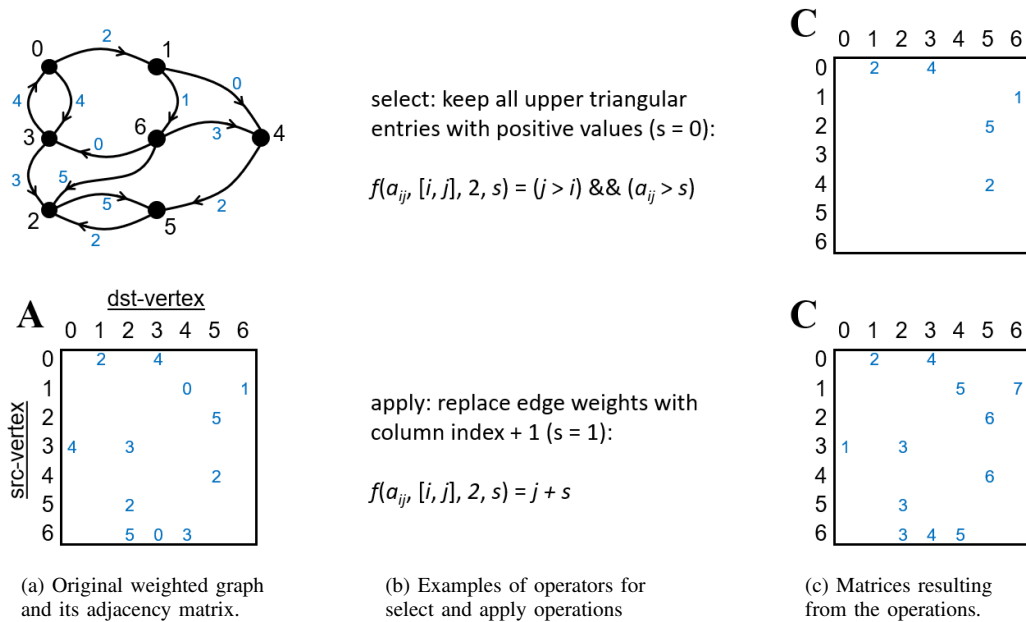 0 1 2 3 4 5 6
2 0 4 4 1 0 3 3 5 5 2 2
select: keep all upper triangular
entries with positive values (s = 0):
f(a_ij, [i, j], 2, s) = (j > i) && (a_ij > s)
C
0 1 2 3 4 5 6
0 2 4
1 1
2 5
3
4 2
5
6
A
dst-vertex
src-vertex
0 1 2 3 4 5 6
0 2 4
1 0 1
2 5
3 4 3
4 2
5 2
6 5 0 3
apply: replace edge weights with
column index + 1 (s = 1):
f(a_ij, [i, j], 2, s) = j + s
C
0 1 2 3 4 5 6
0 2 4
1 5 7
2 6
3 1 3
4 6
5 3
6 3 4 5
(a) Original weighted graph
and its adjacency matrix.
(b) Examples of operators for
select and apply operations
(c) Matrices resulting
from the operations.